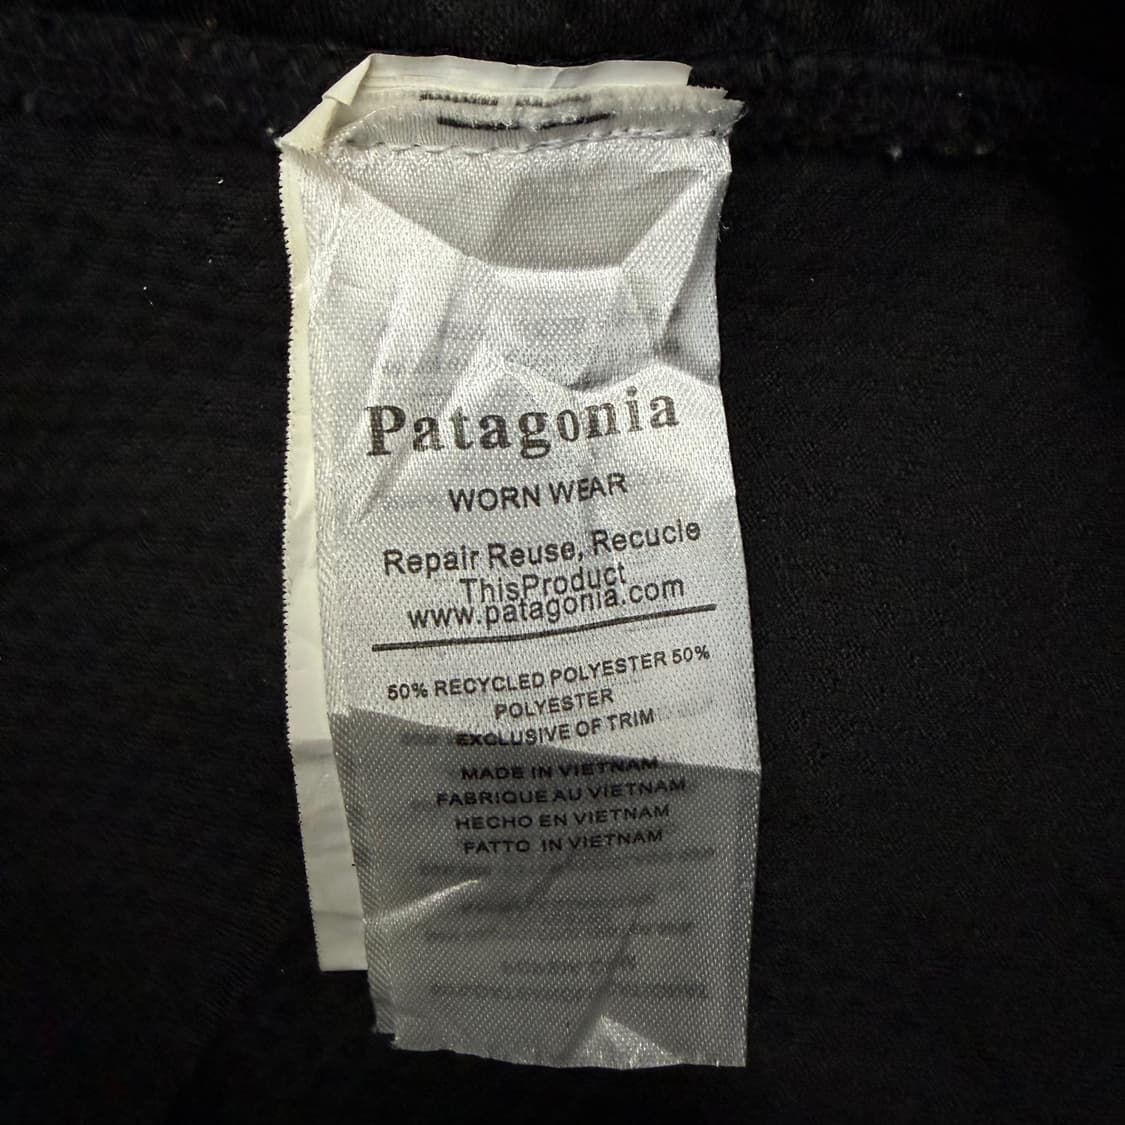 Patagonia
WORN WEAR
Repair Reuse, Recucle
ThisProduct
www.patagonia.com
50% RECYCLED POLYESTER 50%
POLYESTER
EXCLUSIVE OF TRIM
MADE IN VIETNAM
FABRIQUE AU VIETNAM
HECHO EN VIETNAM
FATTO IN VIETNAM